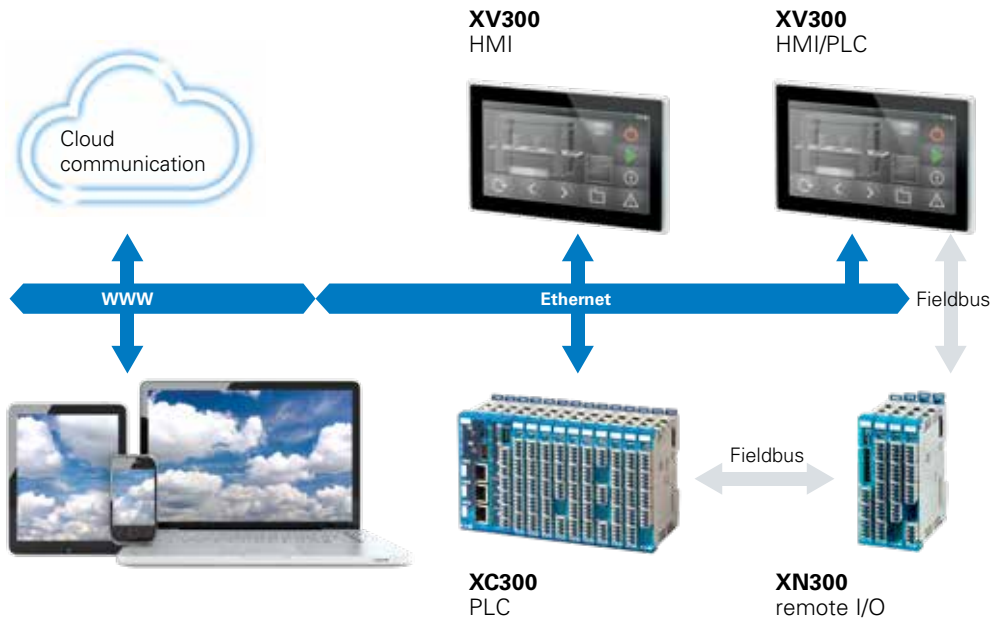 XV300
HMI
XV300
HMI/PLC
Cloud
communication
WWW
Ethernet
Fieldbus
Fieldbus
XC300
PLC
XN300
remote I/O